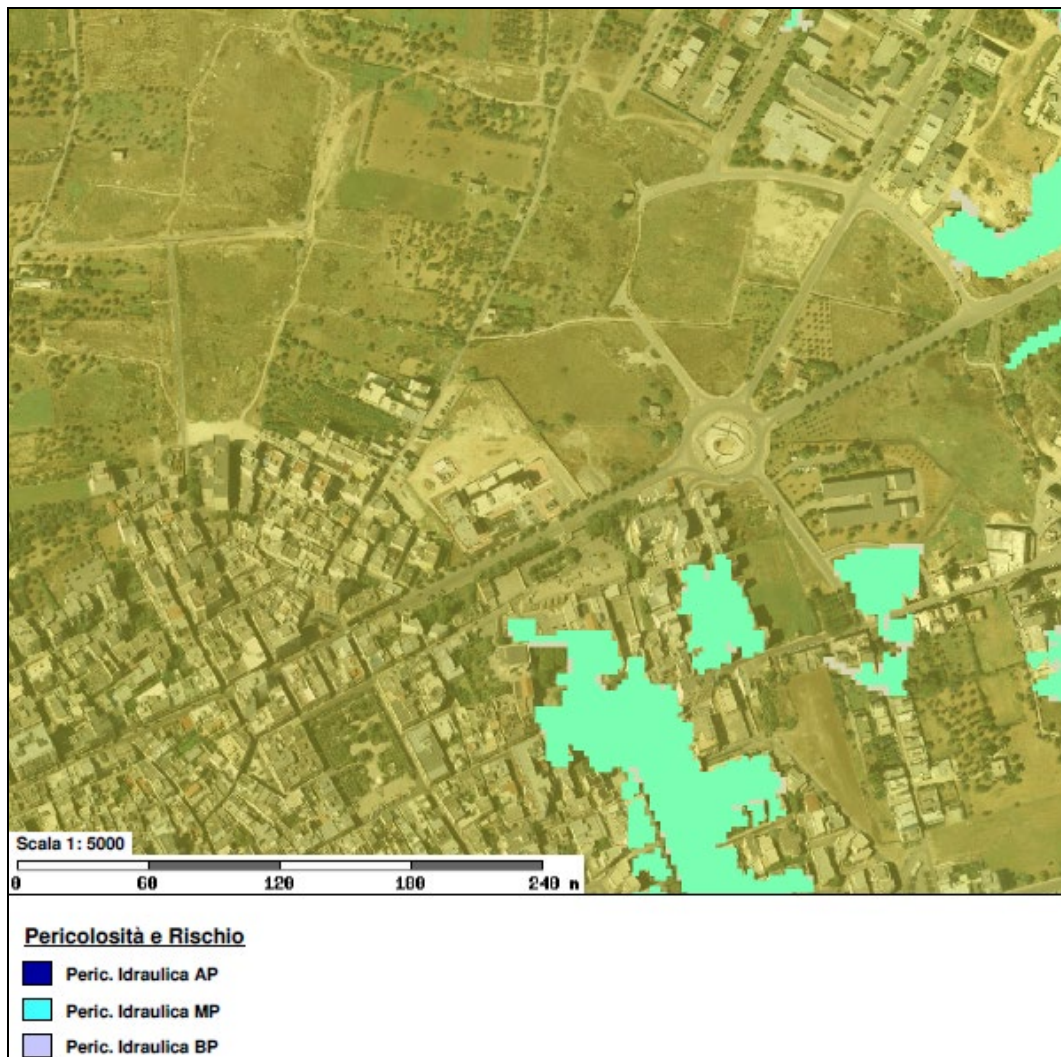 Scala 1: 5000
0 60 120 180 240 m
Pericolosità e Rischio
Peric. Idraulica AP
Peric. Idraulica MP
Peric. Idraulica BP